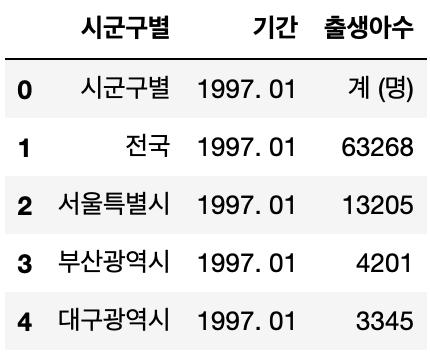 시군구별 기간 출생아수
0 시군구별 1997. 01 계 (명)
1 전국 1997. 01 63268
2 서울특별시 1997. 01 13205
3 부산광역시 1997. 01 4201
4 대구광역시 1997. 01 3345